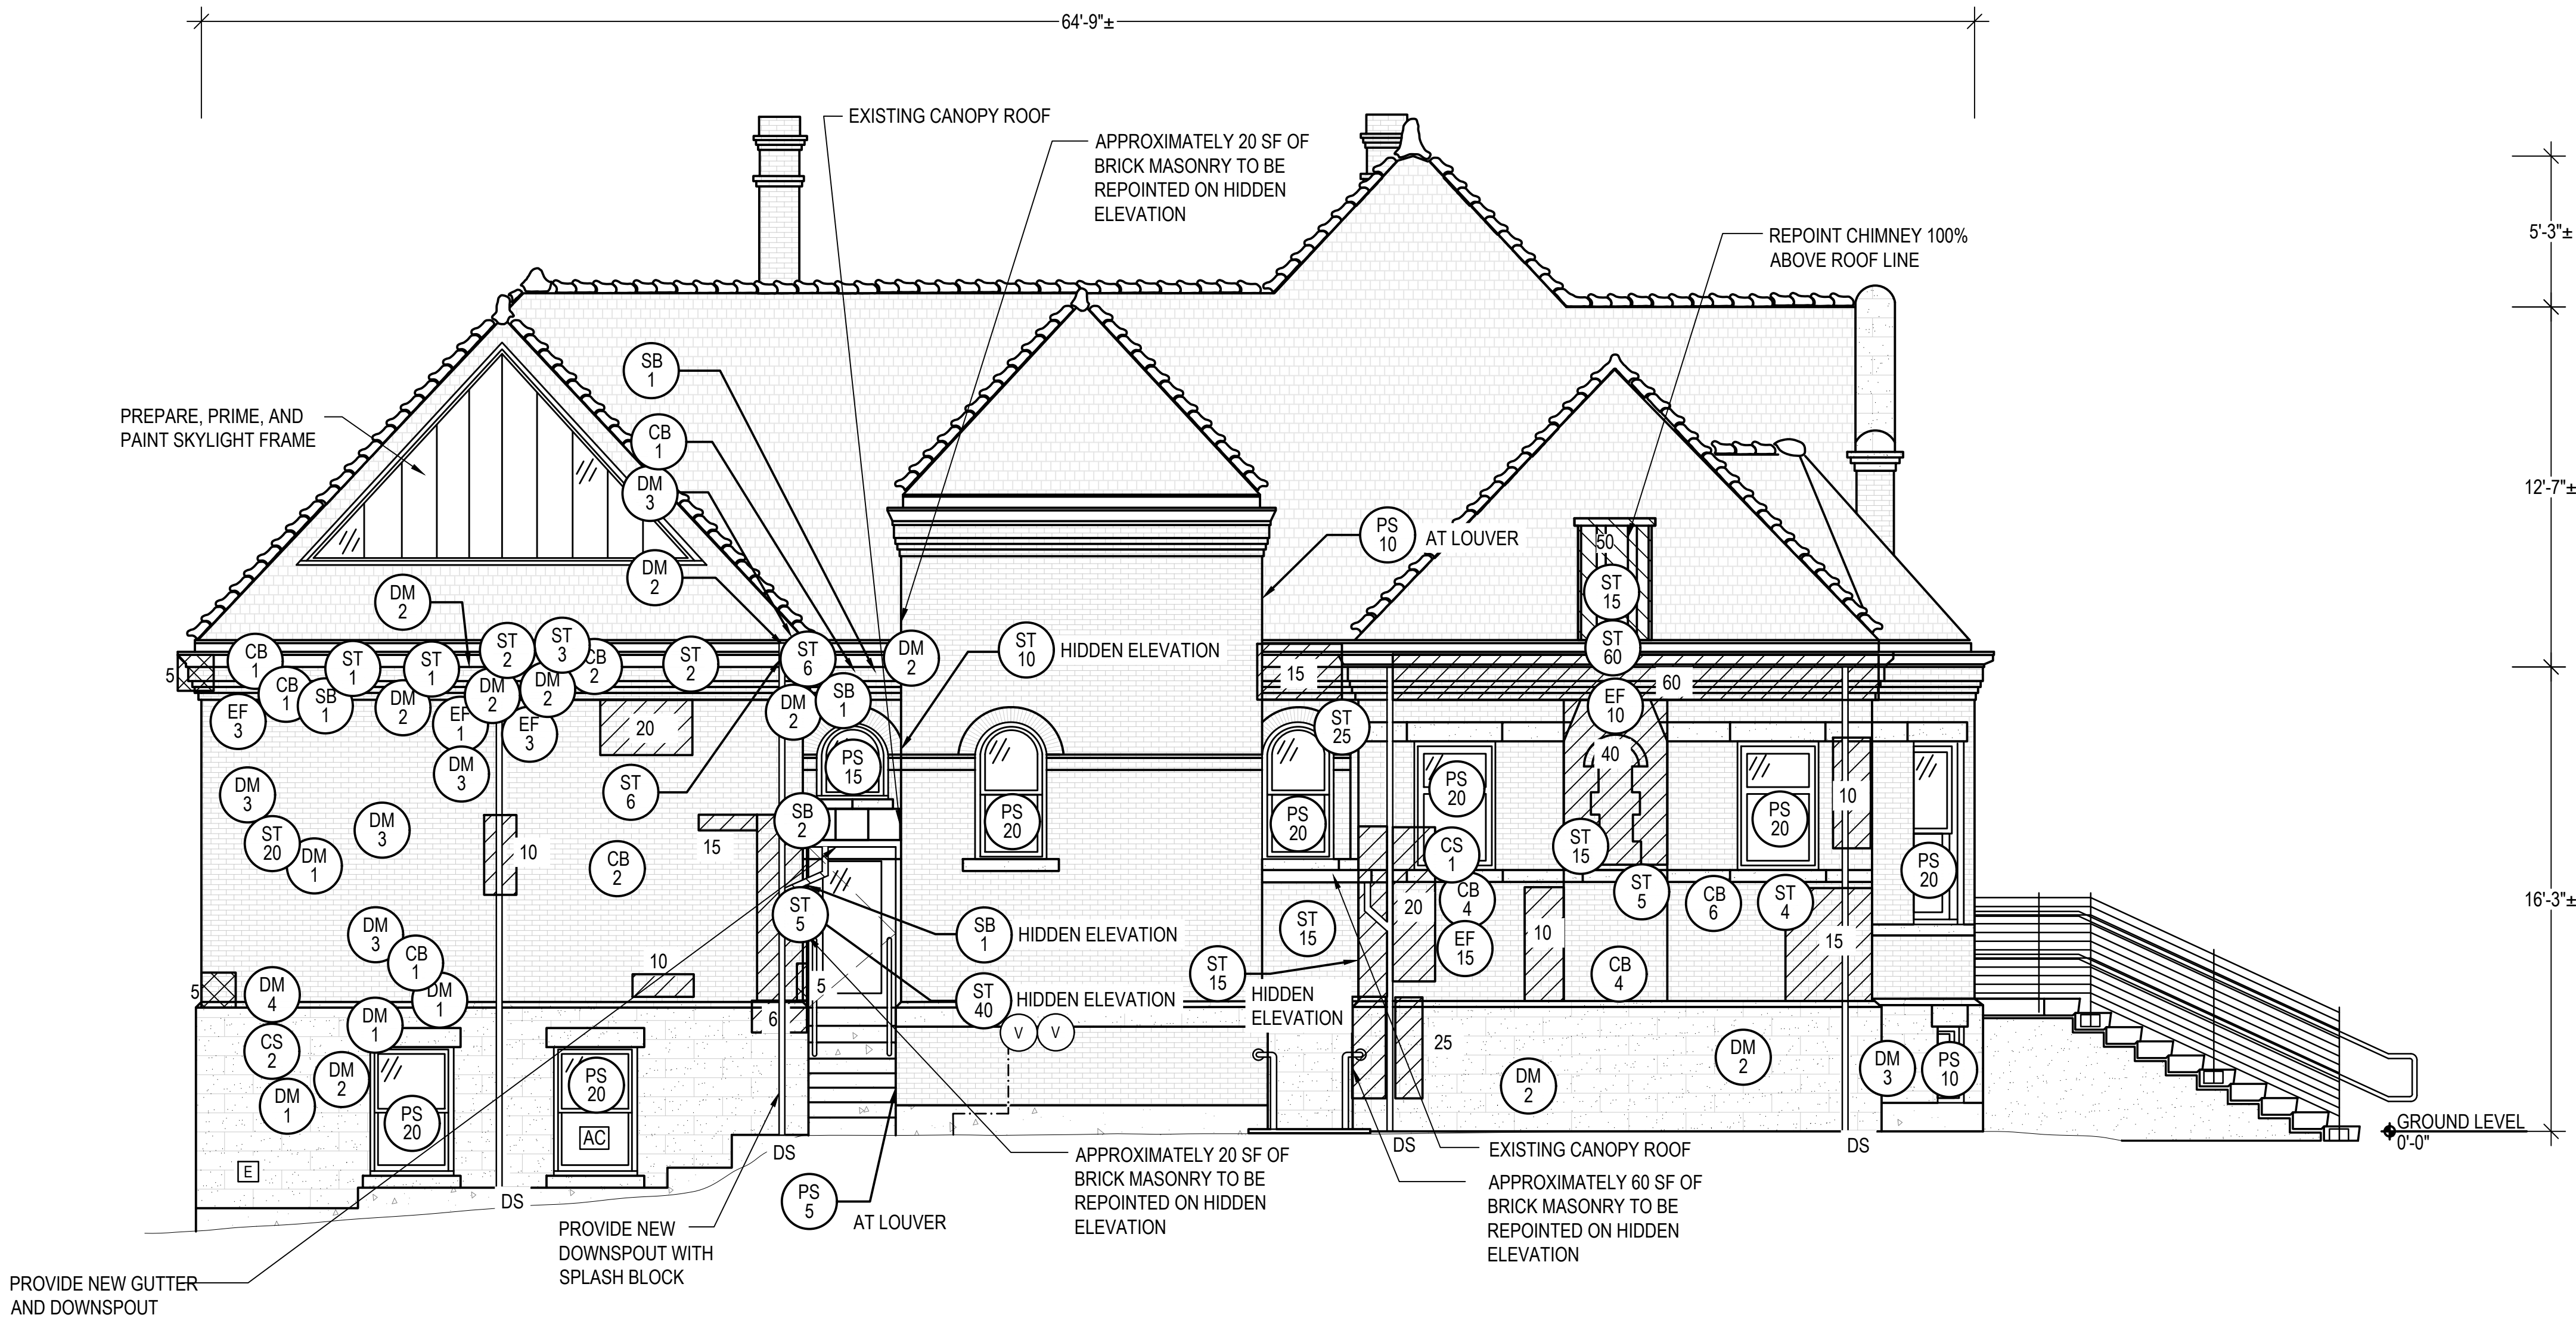 64'-9"±
EXISTING CANOPY ROOF
APPROXIMATELY 20 SF OF
BRICK MASONRY TO BE
REPOINTED ON HIDDEN
ELEVATION
5'-3"±
REPOINT CHIMNEY 100%
ABOVE ROOF LINE
SB
1
PREPARE, PRIME, AND
PAINT SKYLIGHT FRAME
CB
1
DM
3
12'-7"±
PS
10
AT LOUVER
50
DM
2
ST
15
DM
2
ST
2
ST
3
CB
1
ST
1
ST
1
CB
2
ST
2
ST
6
DM
2
ST
10
HIDDEN ELEVATION
ST
60
5
15
60
CB
1
SB
1
DM
2
DM
2
DM
2
EF
3
EF
1
EF
3
20
DM
2
SB
1
EF
10
ST
25
40
DM
3
PS
15
DM
3
ST
6
PS
20
PS
20
PS
20
PS
20
10
ST
20
DM
1
DM
3
10
CB
2
15
SB
2
CS
1
ST
15
PS
20
ST
5
CB
4
20
ST
5
CB
6
ST
4
16'-3"±
DM
3
CB
1
SB
1
HIDDEN ELEVATION
ST
15
EF
15
10
15
10
5
ST
15
HIDDEN
ELEVATION
CB
4
5
DM
4
DM
1
ST
40
HIDDEN ELEVATION
6
DM
1
V
V
25
CS
2
DM
2
DM
1
PS
20
PS
20
AC
E
DM
2
DM
2
DM
3
PS
10
GROUND LEVEL
0'-0"
DS
DS
DS
DS
APPROXIMATELY 20 SF OF
BRICK MASONRY TO BE
REPOINTED ON HIDDEN
ELEVATION
EXISTING CANOPY ROOF
APPROXIMATELY 60 SF OF
BRICK MASONRY TO BE
REPOINTED ON HIDDEN
ELEVATION
PS
5
AT LOUVER
PROVIDE NEW
DOWNSPOUT WITH
SPLASH BLOCK
PROVIDE NEW GUTTER
AND DOWNSPOUT